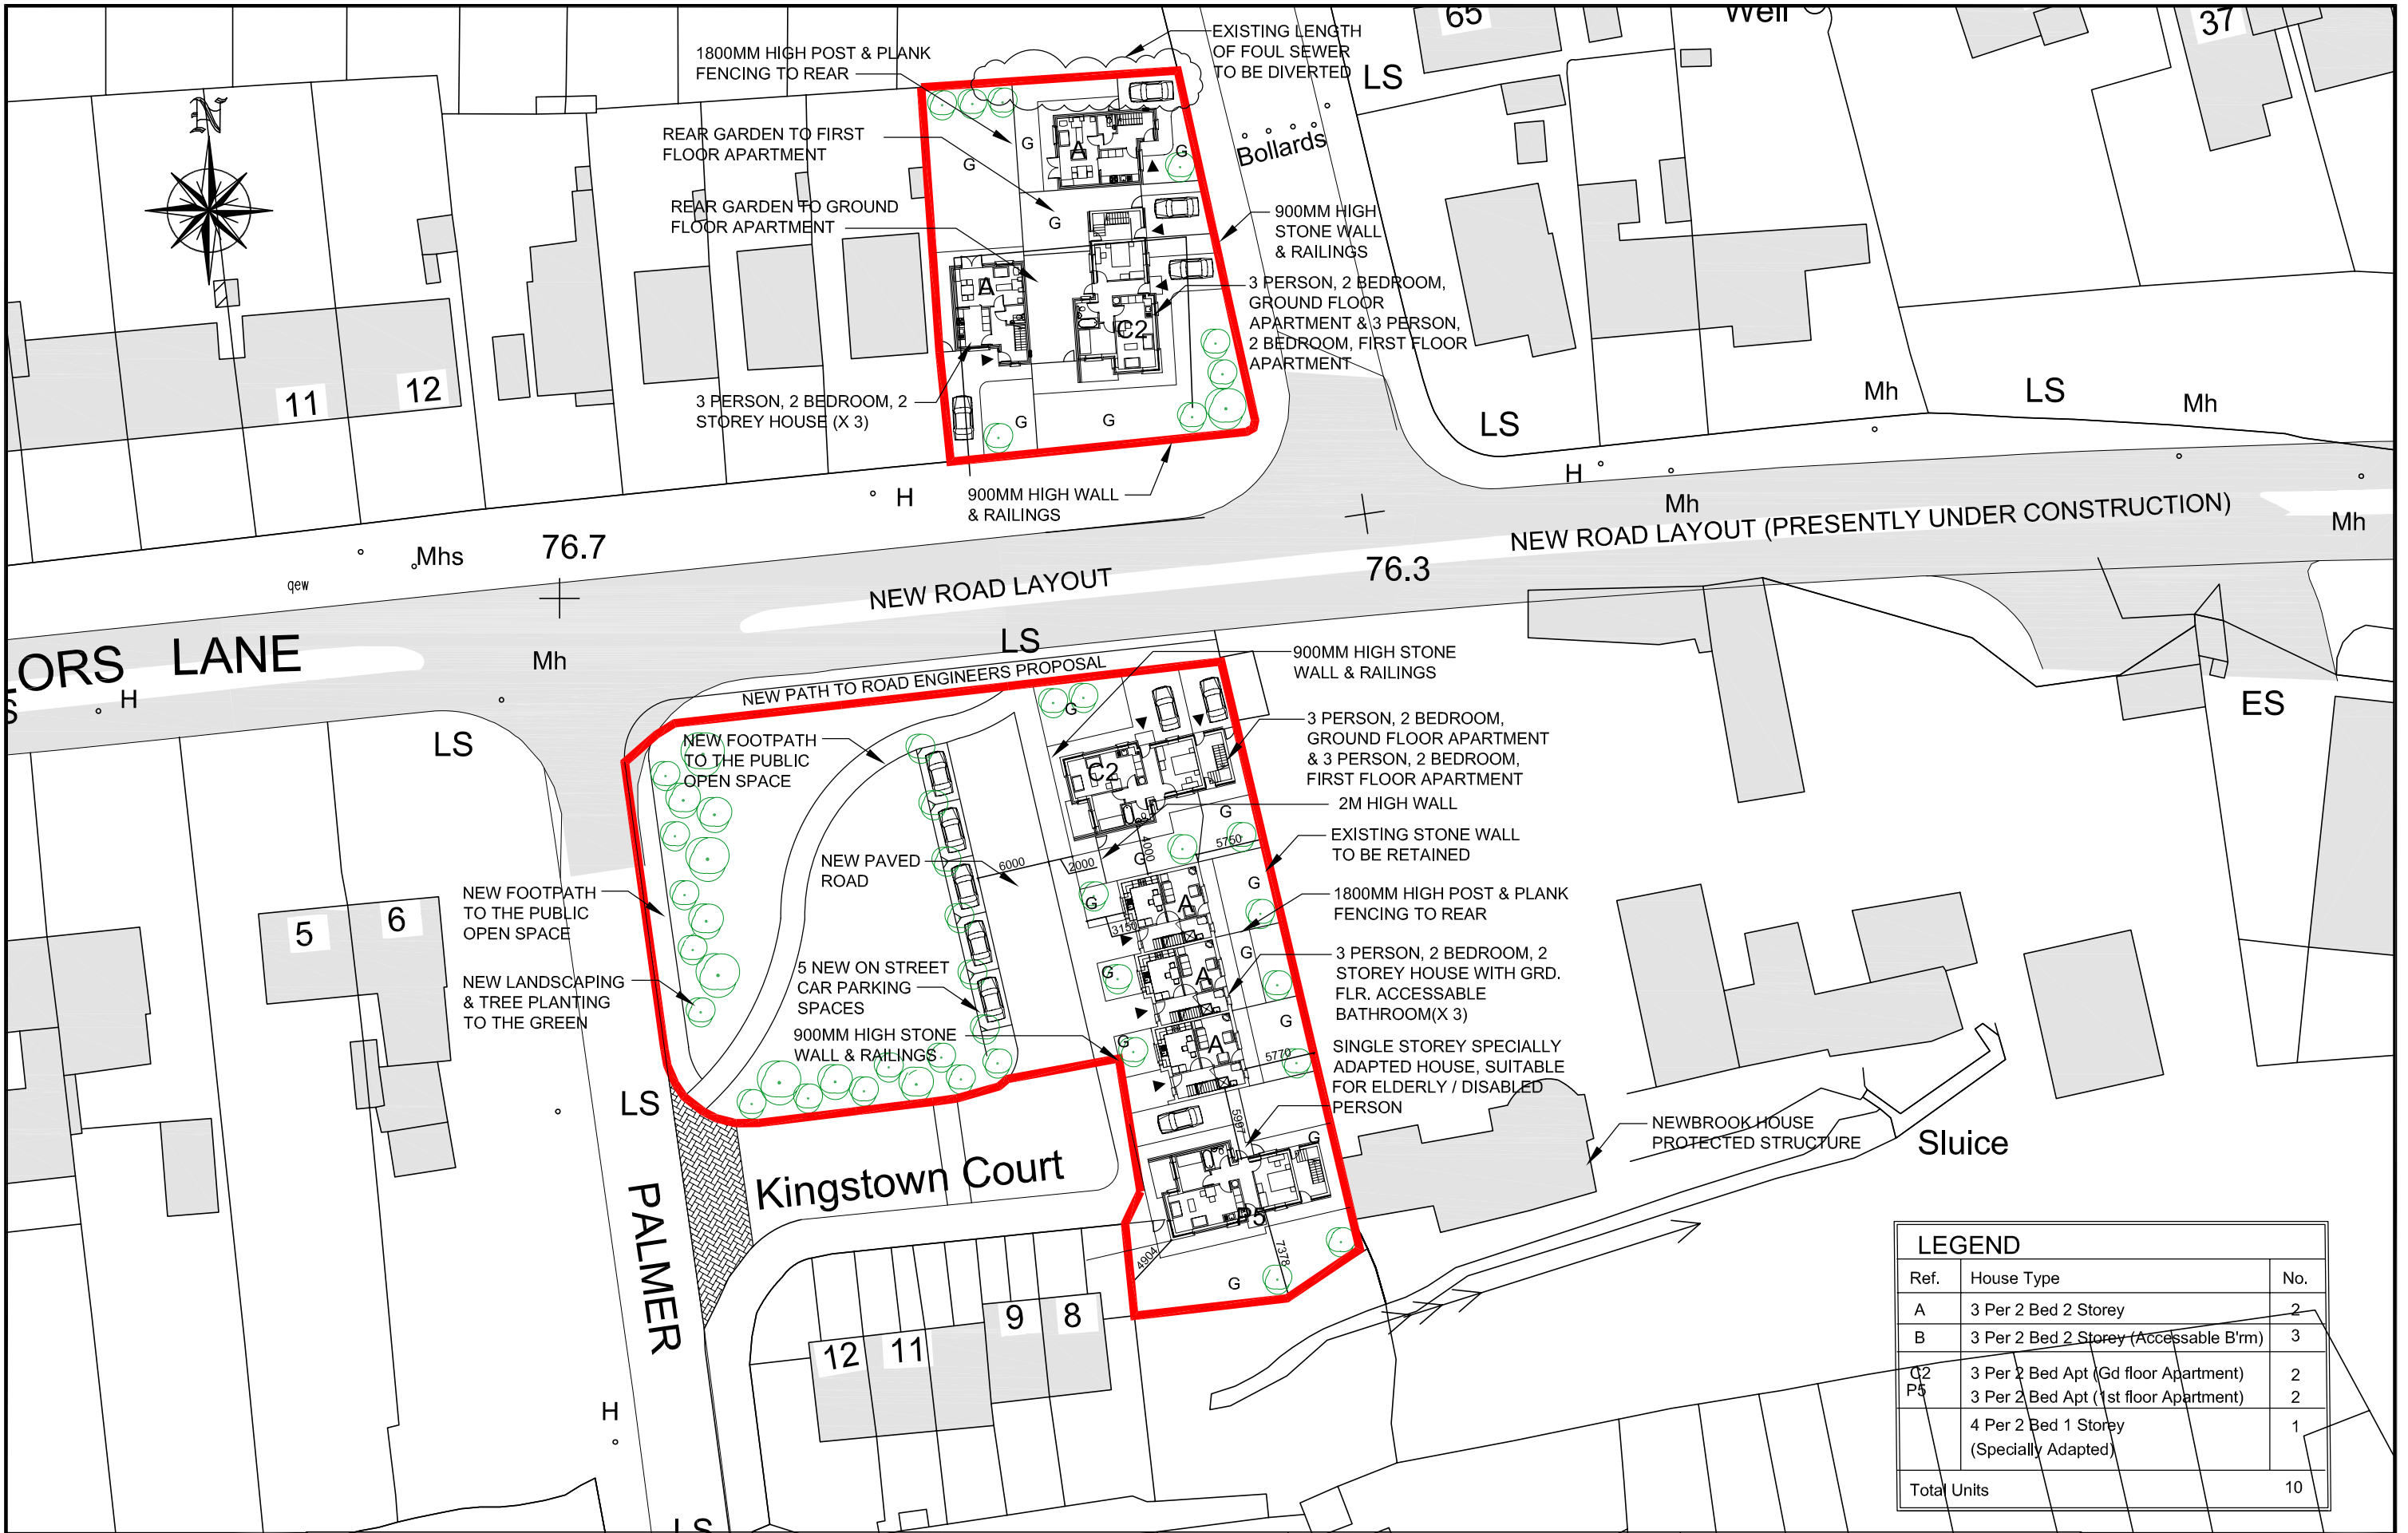 65
Well
37
EXISTING LENGTH
OF FOUL SEWER
TO BE DIVERTED
LS
1800MM HIGH POST & PLANK
FENCING TO REAR
N
REAR GARDEN TO FIRST
FLOOR APARTMENT
G
G
A
G
Bollards
REAR GARDEN TO GROUND
FLOOR APARTMENT
G
900MM HIGH
STONE WALL
& RAILINGS
A
C2
3 PERSON, 2 BEDROOM,
GROUND FLOOR
APARTMENT & 3 PERSON,
2 BEDROOM, FIRST FLOOR
APARTMENT
11
12
3 PERSON, 2 BEDROOM, 2
STOREY HOUSE (X 3)
G
G
LS
Mh
LS
Mh
H
900MM HIGH WALL
& RAILINGS
H
Mh
Mh
NEW ROAD LAYOUT (PRESENTLY UNDER CONSTRUCTION)
76.7
Mhs
qew
76.3
NEW ROAD LAYOUT
ORS LANE
S
H
Mh
LS
LS
NEW PATH TO ROAD ENGINEERS PROPOSAL
900MM HIGH STONE
WALL & RAILINGS
ES
G
NEW FOOTPATH
TO THE PUBLIC
OPEN SPACE
3 PERSON, 2 BEDROOM,
GROUND FLOOR APARTMENT
& 3 PERSON, 2 BEDROOM,
FIRST FLOOR APARTMENT
C2
2M HIGH WALL
G
EXISTING STONE WALL
TO BE RETAINED
4000
5750
G
6000
2000
NEW PAVED
ROAD
G
1800MM HIGH POST & PLANK
FENCING TO REAR
NEW FOOTPATH
TO THE PUBLIC
OPEN SPACE
5
6
G
A
3150
G
3 PERSON, 2 BEDROOM, 2
STOREY HOUSE WITH GRD.
FLR. ACCESSABLE
BATHROOM(X 3)
G
A
NEW LANDSCAPING
& TREE PLANTING
TO THE GREEN
5 NEW ON STREET
CAR PARKING
SPACES
G
900MM HIGH STONE
WALL & RAILINGS
G
A
5770
SINGLE STOREY SPECIALLY
ADAPTED HOUSE, SUITABLE
FOR ELDERLY / DISABLED
PERSON
LS
5997
G
NEWBROOK HOUSE
PROTECTED STRUCTURE
Sluice
Kingstown Court
PALMER
P5
4904
7378
G
9
8
12
11
H
LS
LEGEND
Ref. House Type No.
A 3 Per 2 Bed 2 Storey 2
B 3 Per 2 Bed 2 Storey (Accessable B'rm) 3
C2 3 Per 2 Bed Apt (Gd floor Apartment) 2
P5 3 Per 2 Bed Apt (1st floor Apartment) 2
4 Per 2 Bed 1 Storey 1
(Specially Adapted)
Total Units 10